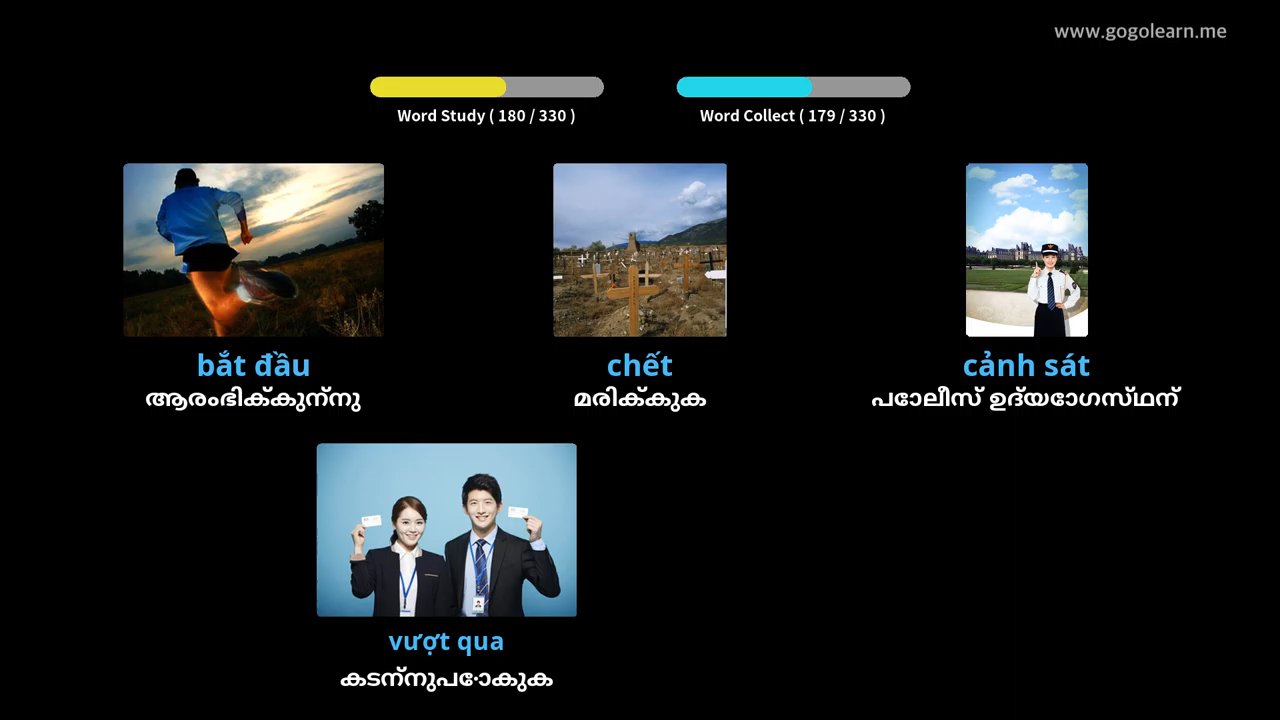 www.gogolearn.me
Word Study ( 180 / 330 )
Word Collect ( 179 / 330 )
bắt đầu
ആരംഭിക്കുന്നു
chết
മരിക്കുക
cảnh sát
പോലീസ് ഉദ്യോഗസ്ഥന്
vượt qua
കടന്നുപോകുക